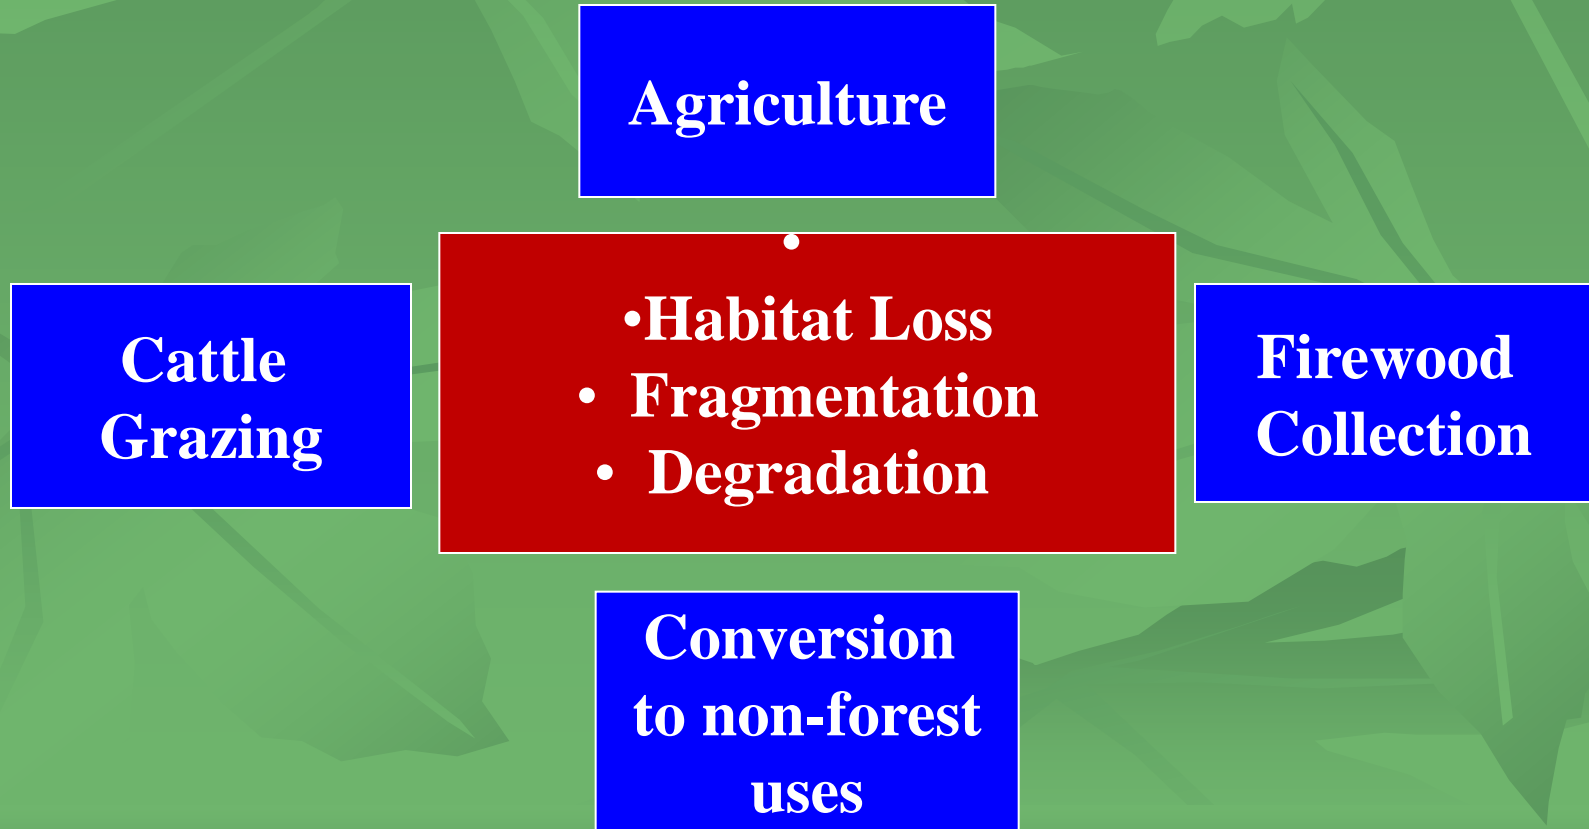 Agriculture
•
•Habitat Loss
• Fragmentation
• Degradation
Cattle
Grazing
Firewood
Collection
Conversion
to non-forest
uses